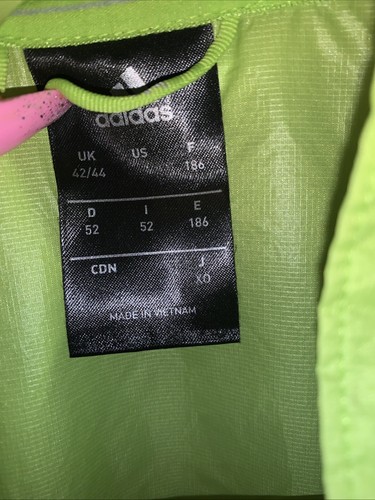 adidas
UK US F
42/44 186
D I E
52 52 186
CDN J
XO
MADE IN VIETNAM